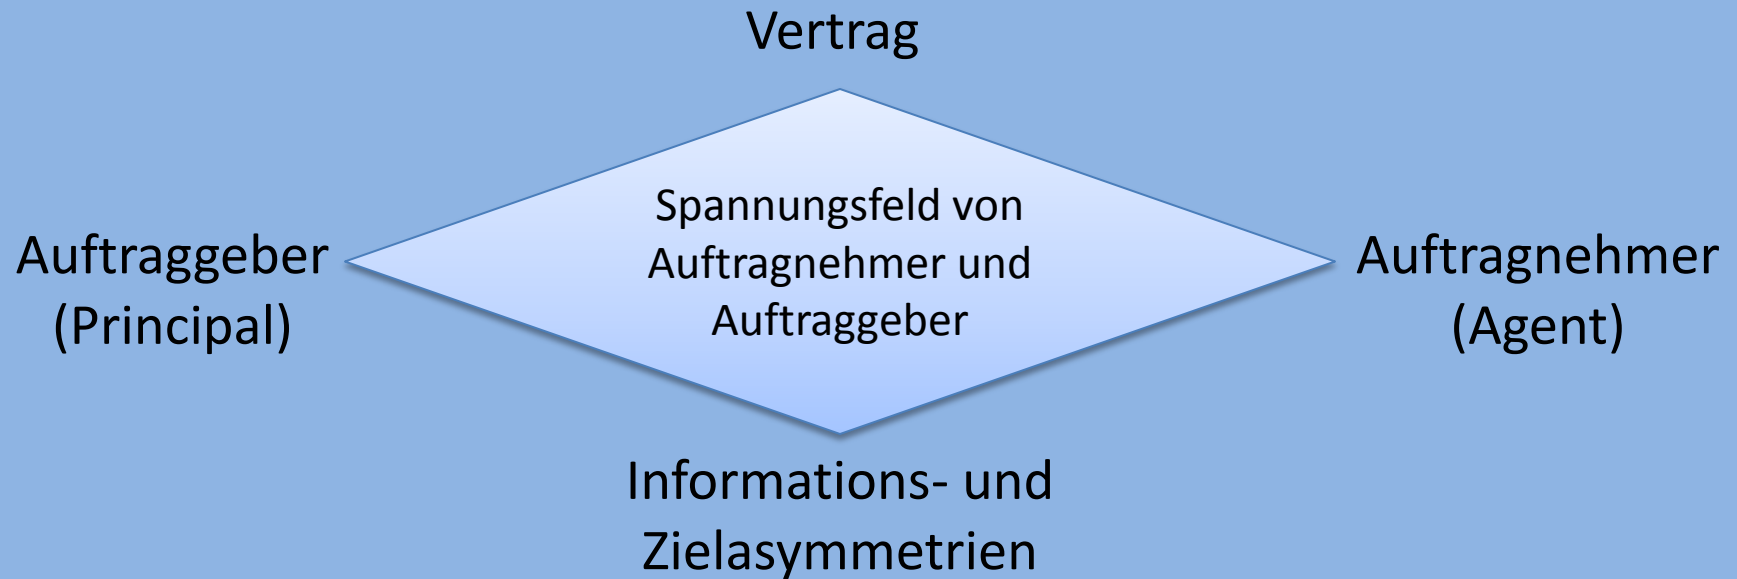 Vertrag
Spannungsfeld von
Auftragnehmer und
Auftraggeber
Auftraggeber
(Principal)
Auftragnehmer
(Agent)
Informations- und
Zielasymmetrien